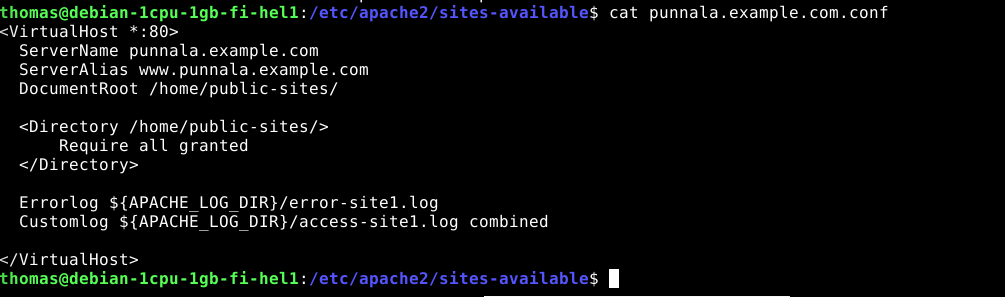 thomas@debian-1cpu-1gb-fi-hel1:/etc/apache2/sites-available$ cat punnala.example.com.conf
<VirtualHost *:80>
  ServerName punnala.example.com
  ServerAlias www.punnala.example.com
  DocumentRoot /home/public-sites/

  <Directory /home/public-sites/>
      Require all granted
  </Directory>

  Errorlog ${APACHE_LOG_DIR}/error-site1.log
  Customlog ${APACHE_LOG_DIR}/access-site1.log combined

</VirtualHost>
thomas@debian-1cpu-1gb-fi-hel1:/etc/apache2/sites-available$